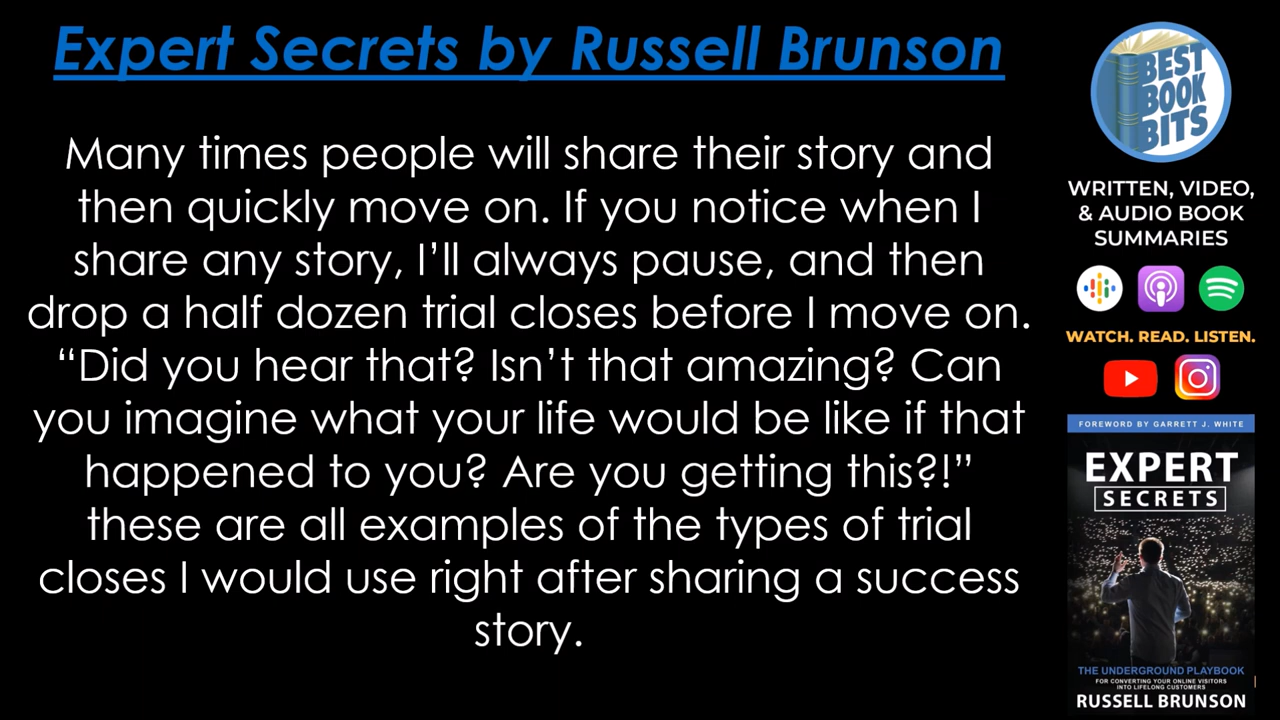 Expert Secrets by Russell Brunson
Many times people will share their story and
then quickly move on. If you notice when I
share any story, I’ll always pause, and then
drop a half dozen trial closes before I move on.
“Did you hear that? Isn’t that amazing? Can
you imagine what your life would be like if that
happened to you? Are you getting this?!”
these are all examples of the types of trial
closes I would use right after sharing a success
story.
BEST
BOOK
BITS
WRITTEN, VIDEO,
& AUDIO BOOK
SUMMARIES
WATCH. READ. LISTEN.
FOREWORD BY GARRETT J. WHITE
EXPERT
SECRETS
THE UNDERGROUND PLAYBOOK
FOR CONVERTING YOUR ONLINE VISITORS
INTO LIFELONG CUSTOMERS
RUSSELL BRUNSON